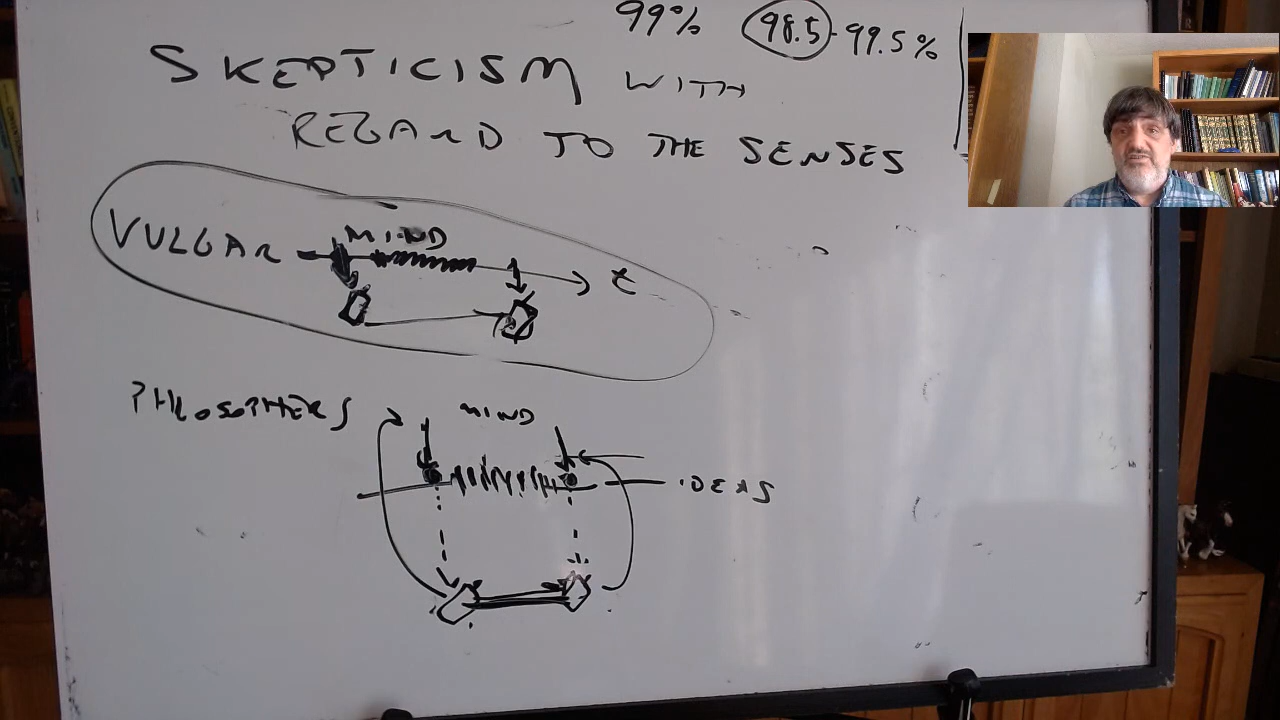 99% 98.5-99.5%
SKEPTICISM WITH
REGARD TO THE SENSES
VULGAR MIND t
PHILOSOPHERS MIND
IDEAS